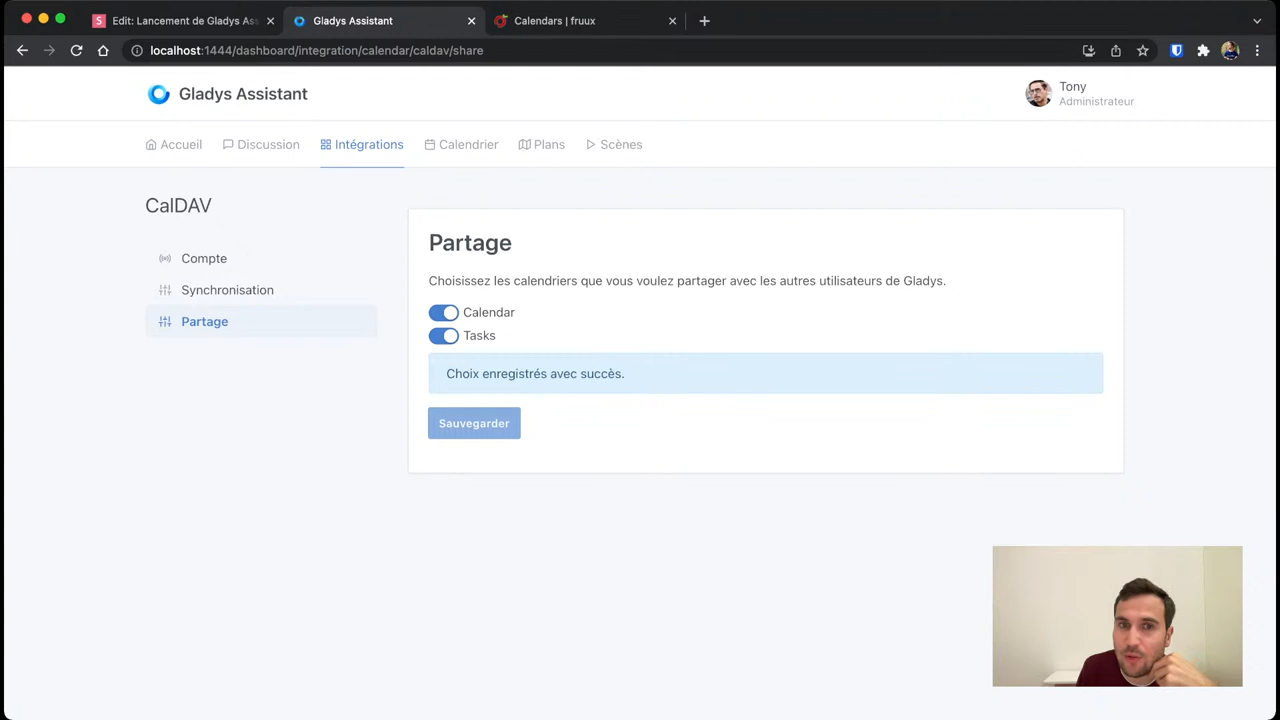 Edit: Lancement de Gladys Ass
Gladys Assistant
Calendars | fruux
localhost:1444/dashboard/integration/calendar/caldav/share
Gladys Assistant
Tony
Administrateur
Accueil
Discussion
Intégrations
Calendrier
Plans
Scènes
CalDAV
Compte
Synchronisation
Partage
Partage
Choisissez les calendriers que vous voulez partager avec les autres utilisateurs de Gladys.
Calendar
Tasks
Choix enregistrés avec succès.
Sauvegarder